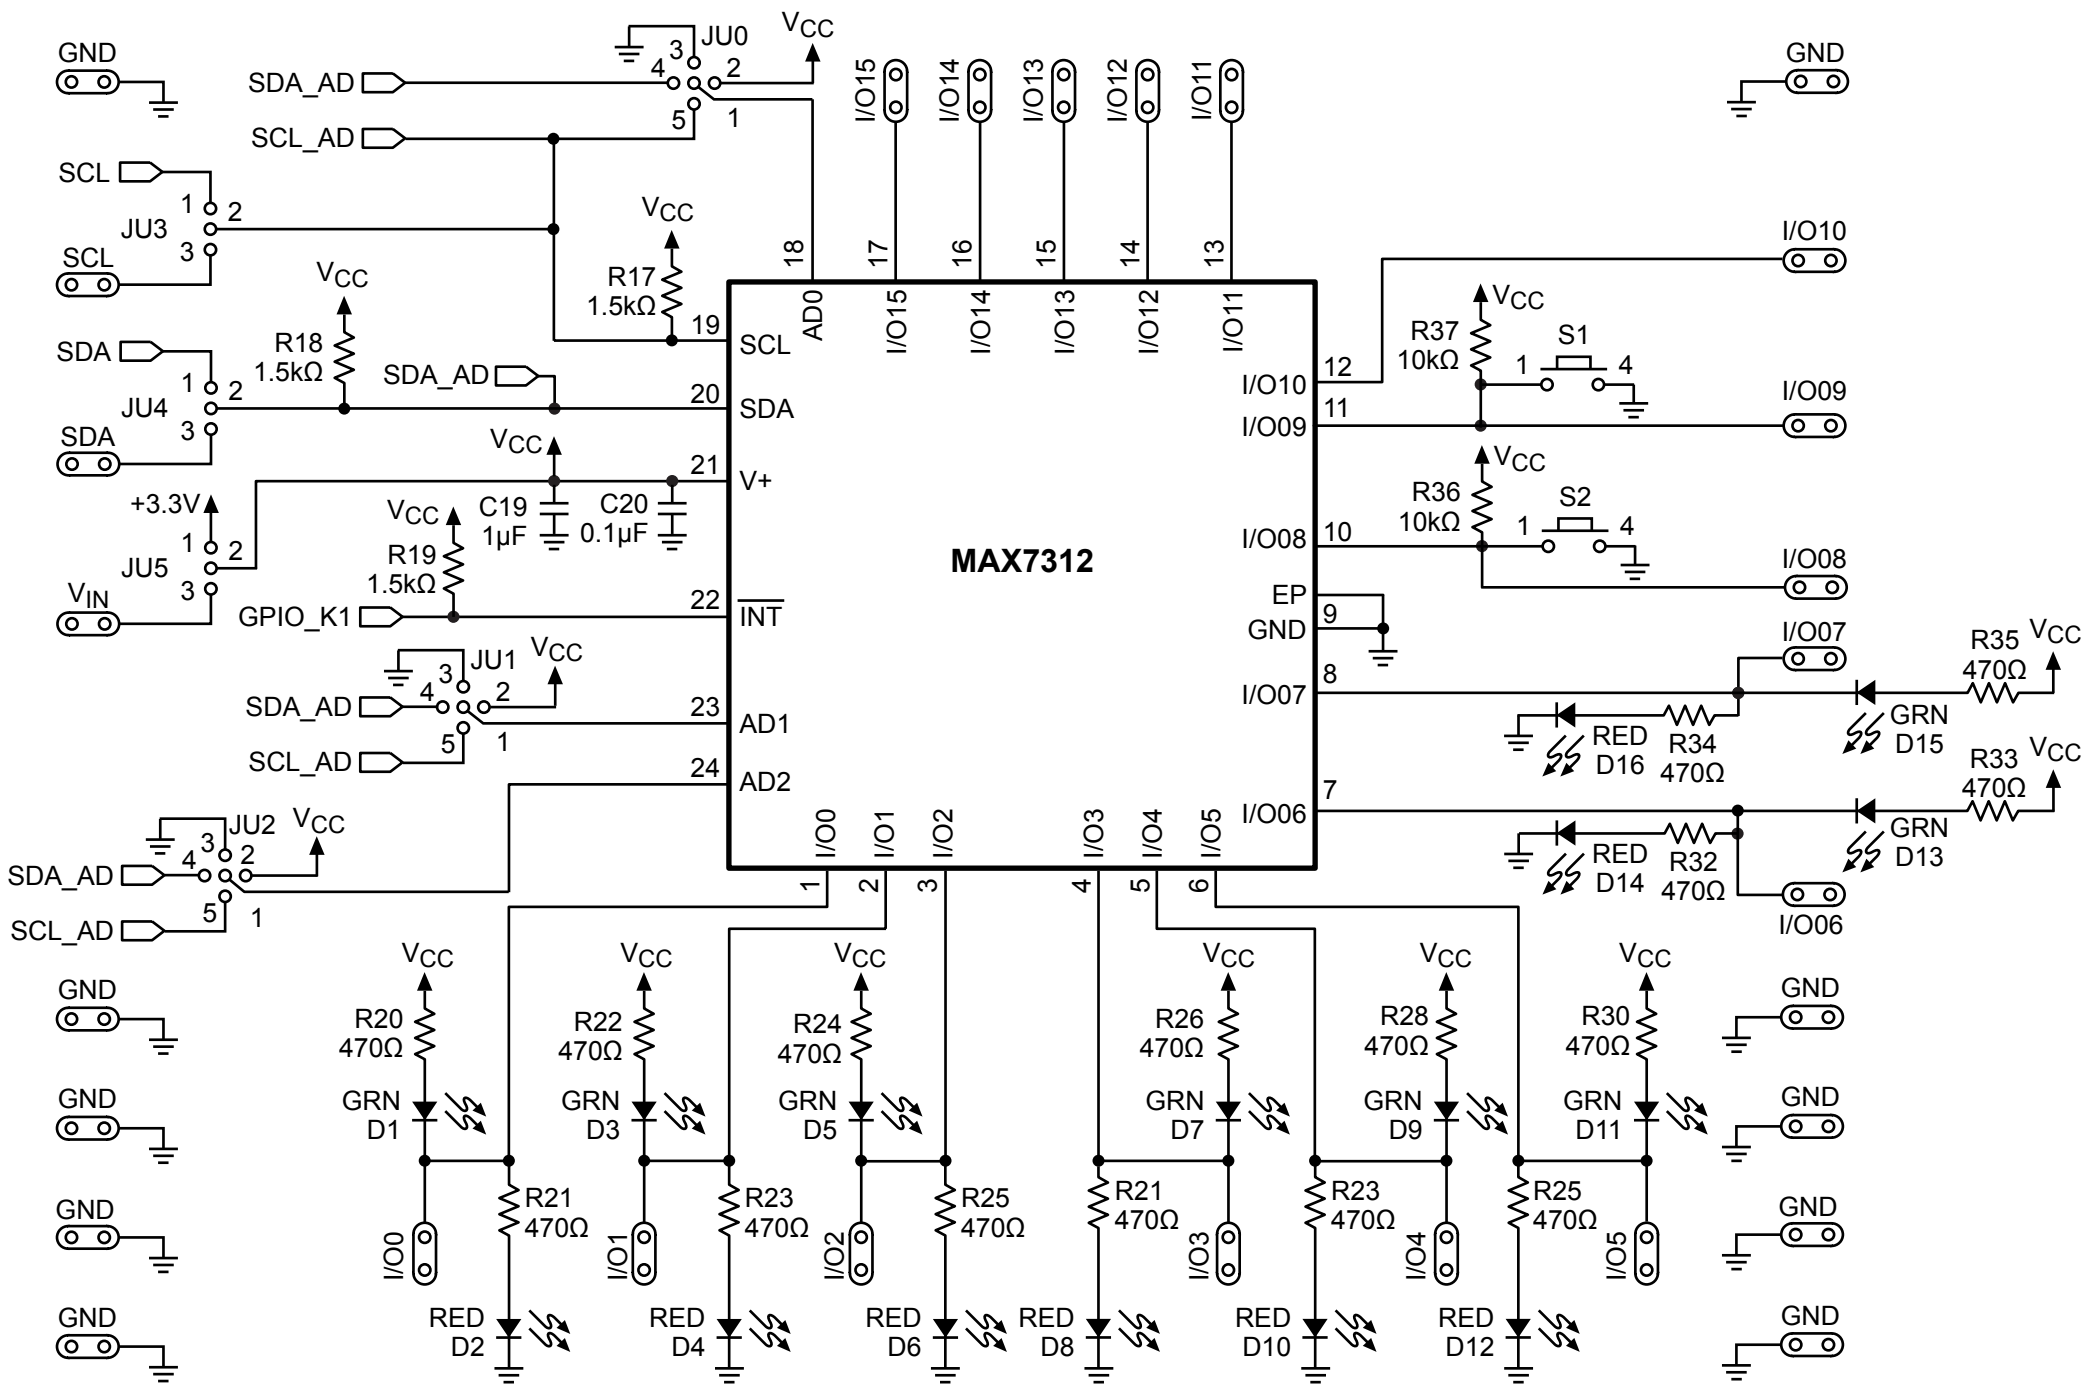 GND
SDA_AD
SCL_AD
3
JU0
4
2
5
1
VCC
I/O15
I/O14
I/O13
I/O12
I/O11
GND
SCL
1
2
JU3
3
SCL
VCC
R17
1.5kΩ
18
17
16
15
14
13
AD0
I/O15
I/O14
I/O13
I/O12
I/O11
19
SCL
VCC
R18
1.5kΩ
SDA
1
2
JU4
3
SDA
SDA_AD
20
SDA
VCC
21
V+
C19
1µF
C20
0.1µF
+3.3V
1
2
JU5
3
VIN
VCC
R19
1.5kΩ
GPIO_K1
22
INT
MAX7312
I/O10
12
I/O10
VCC
R37
10kΩ
S1
1
4
I/O09
11
I/O09
VCC
R36
10kΩ
S2
1
4
I/O08
10
I/O08
EP
GND
9
I/O07
8
I/O07
R35
470Ω
VCC
GRN
D15
RED
D16
R34
470Ω
I/O06
7
R33
470Ω
VCC
GRN
D13
RED
D14
R32
470Ω
I/O06
JU1
3
4
2
5
1
VCC
SDA_AD
SCL_AD
23
AD1
24
AD2
JU2
3
4
2
5
1
VCC
SDA_AD
SCL_AD
I/O0
I/O1
I/O2
I/O3
I/O4
I/O5
1
2
3
4
5
6
VCC
R20
470Ω
GRN
D1
R21
470Ω
I/O0
RED
D2
VCC
R22
470Ω
GRN
D3
R23
470Ω
I/O1
RED
D4
VCC
R24
470Ω
GRN
D5
R25
470Ω
I/O2
RED
D6
VCC
R26
470Ω
GRN
D7
R21
470Ω
I/O3
RED
D8
VCC
R28
470Ω
GRN
D9
R23
470Ω
I/O4
RED
D10
VCC
R30
470Ω
GRN
D11
R25
470Ω
I/O5
RED
D12
GND
GND
GND
GND
GND
GND
GND
GND